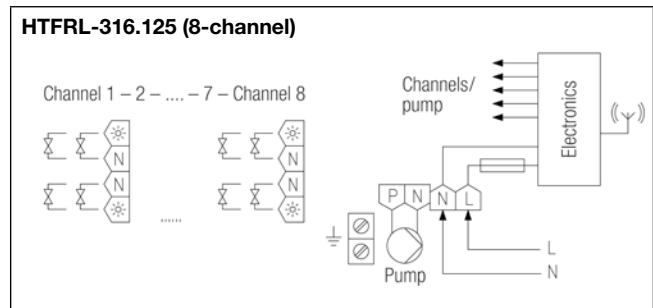 HTFRL-316.125 (8-channel)
Channel 1 – 2 – .... – 7 – Channel 8
N
N
......
N
N
Channels/
pump
Electronics
P N N L
Pump
L
N